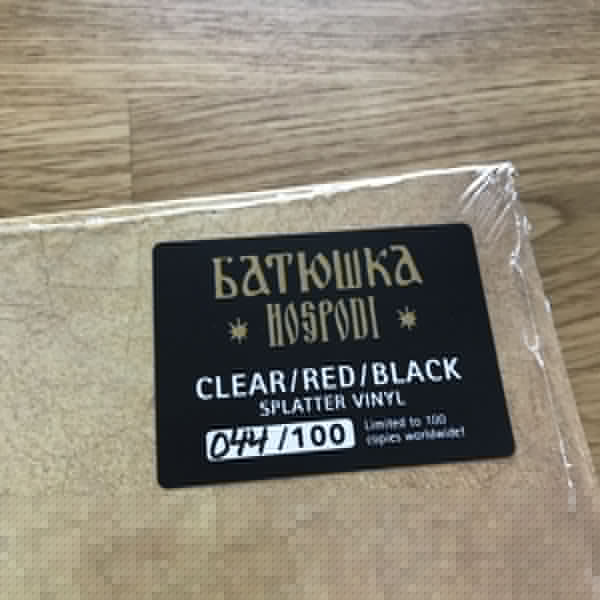 БАТЮШКА
HOSPODI
CLEAR/RED/BLACK
SPLATTER VINYL
044/100
Limited to 100
copies worldwide!